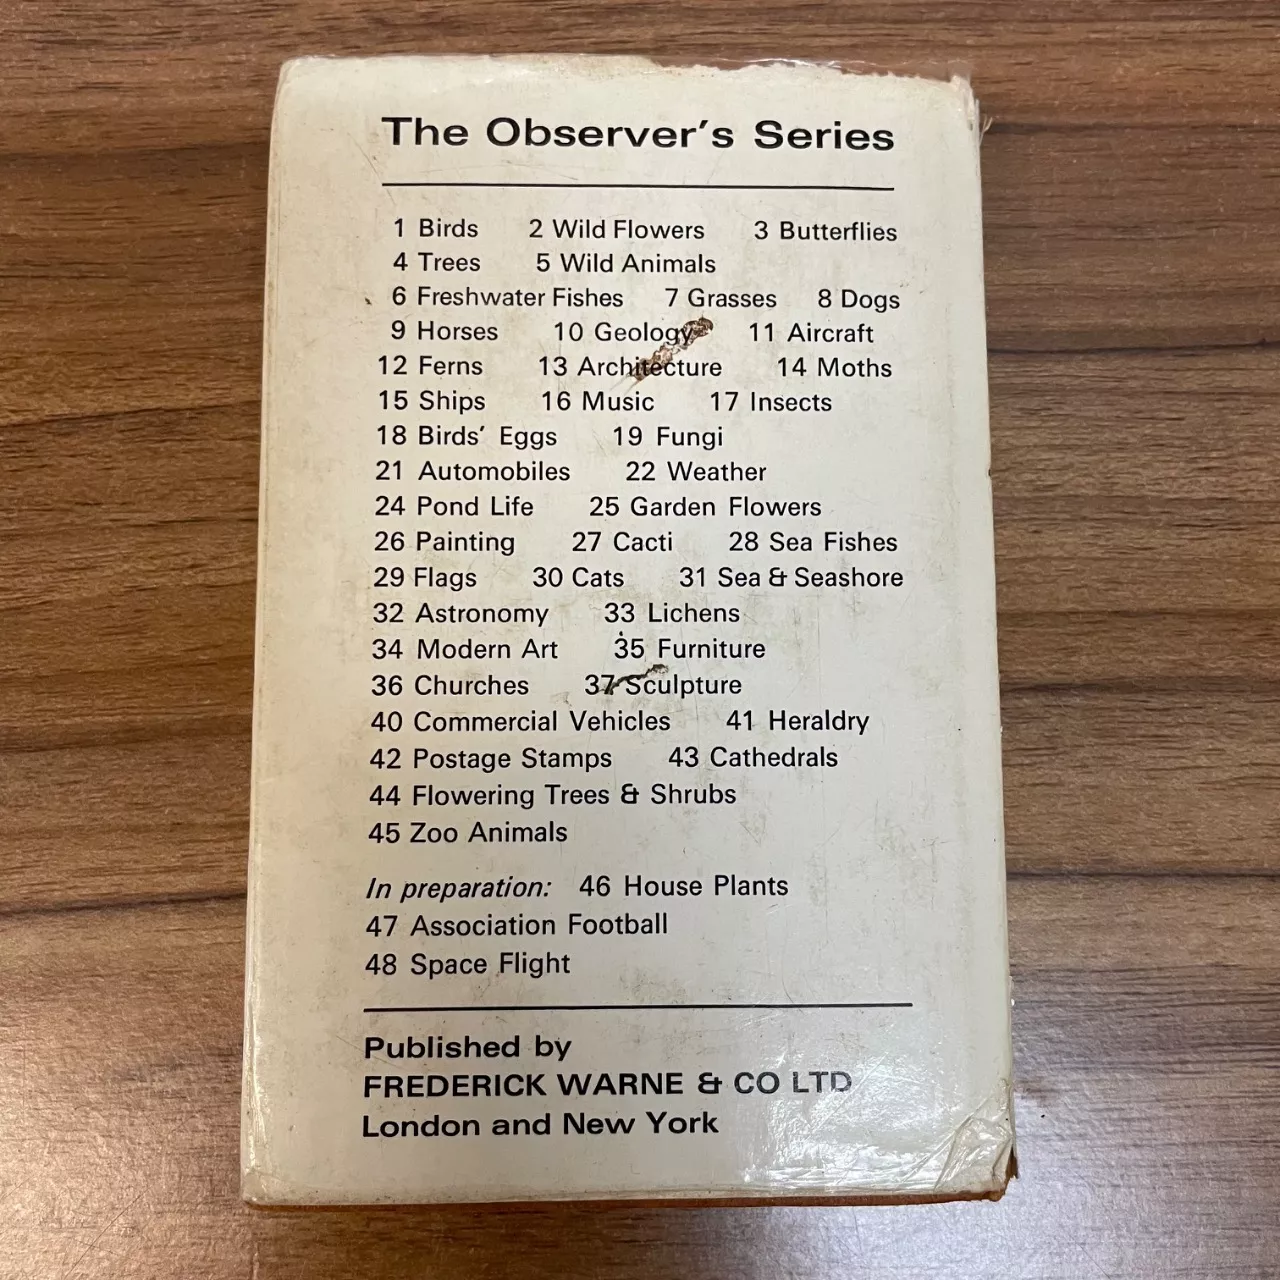 The Observer's Series
1 Birds 2 Wild Flowers 3 Butterflies
4 Trees 5 Wild Animals
6 Freshwater Fishes 7 Grasses 8 Dogs
9 Horses 10 Geology 11 Aircraft
12 Ferns 13 Architecture 14 Moths
15 Ships 16 Music 17 Insects
18 Birds' Eggs 19 Fungi
21 Automobiles 22 Weather
24 Pond Life 25 Garden Flowers
26 Painting 27 Cacti 28 Sea Fishes
29 Flags 30 Cats 31 Sea & Seashore
32 Astronomy 33 Lichens
34 Modern Art 35 Furniture
36 Churches 37 Sculpture
40 Commercial Vehicles 41 Heraldry
42 Postage Stamps 43 Cathedrals
44 Flowering Trees & Shrubs
45 Zoo Animals
In preparation: 46 House Plants
47 Association Football
48 Space Flight
Published by
FREDERICK WARNE & CO LTD
London and New York